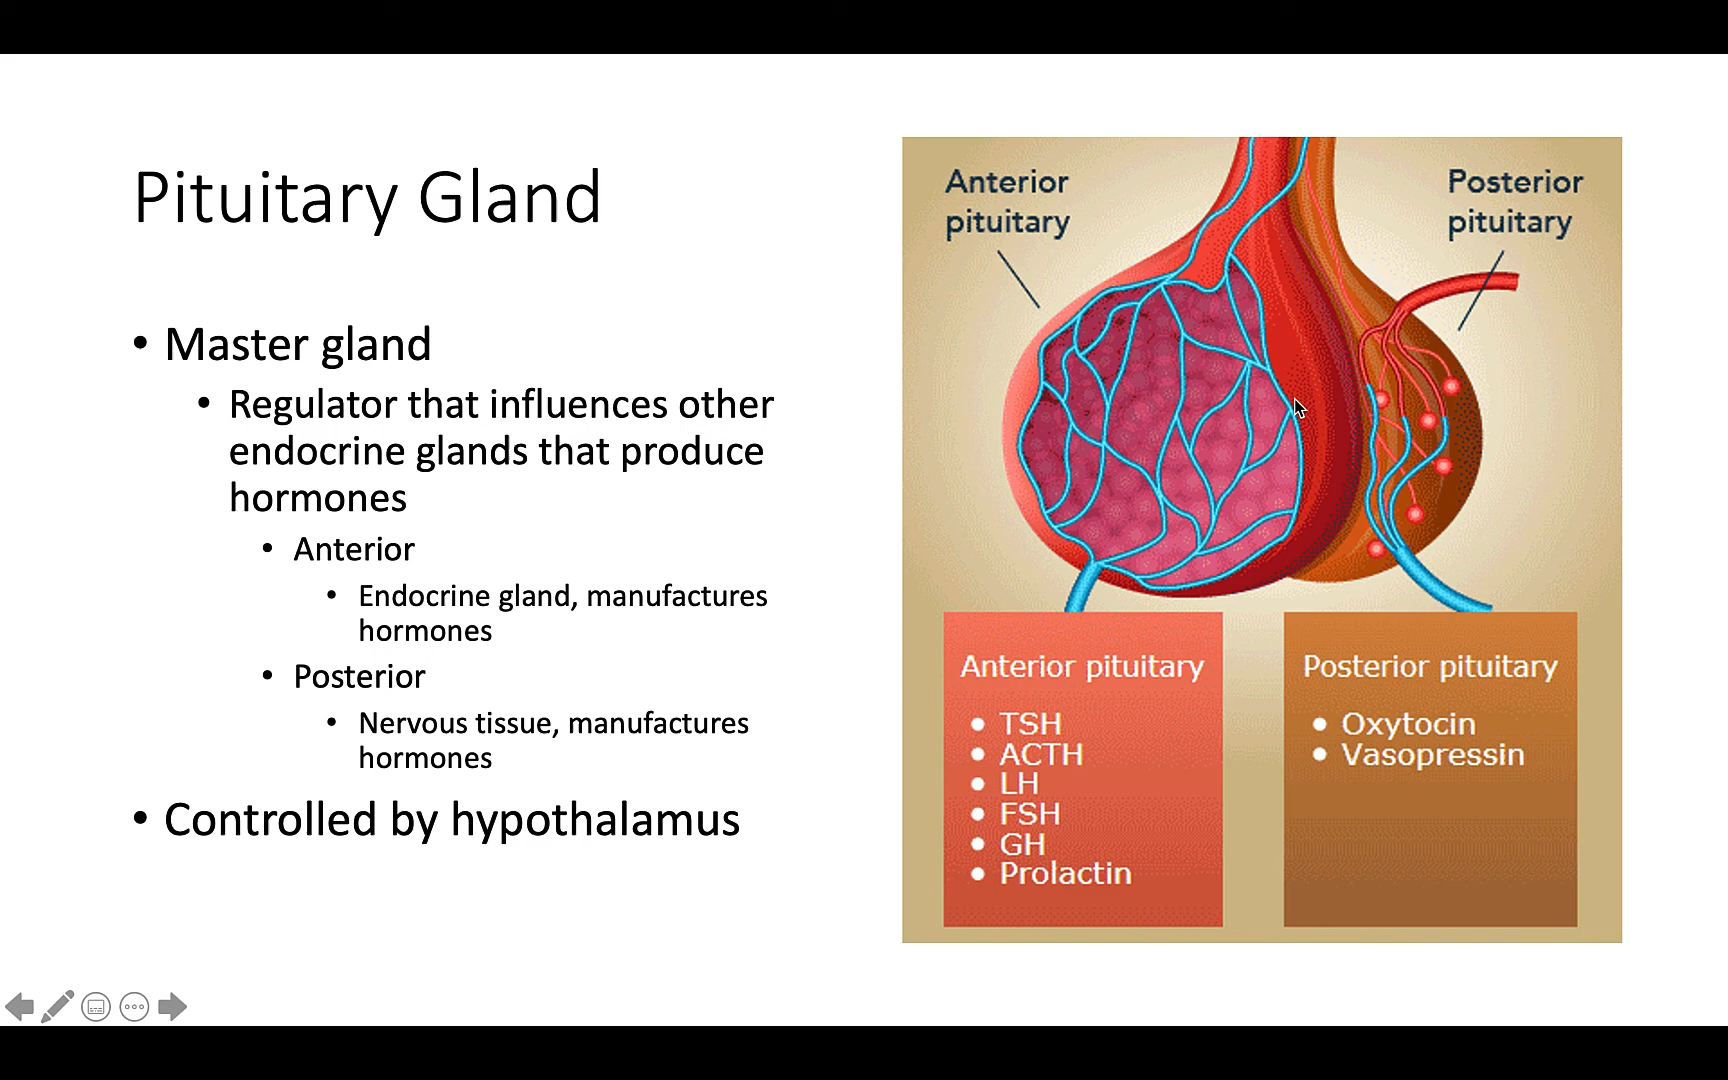 Pituitary Gland
• Master gland
• Regulator that influences other
endocrine glands that produce
hormones
• Anterior
• Endocrine gland, manufactures
hormones
• Posterior
• Nervous tissue, manufactures
hormones
• Controlled by hypothalamus
Anterior
pituitary
Posterior
pituitary
Anterior pituitary
• TSH
• ACTH
• LH
• FSH
• GH
• Prolactin
Posterior pituitary
• Oxytocin
• Vasopressin